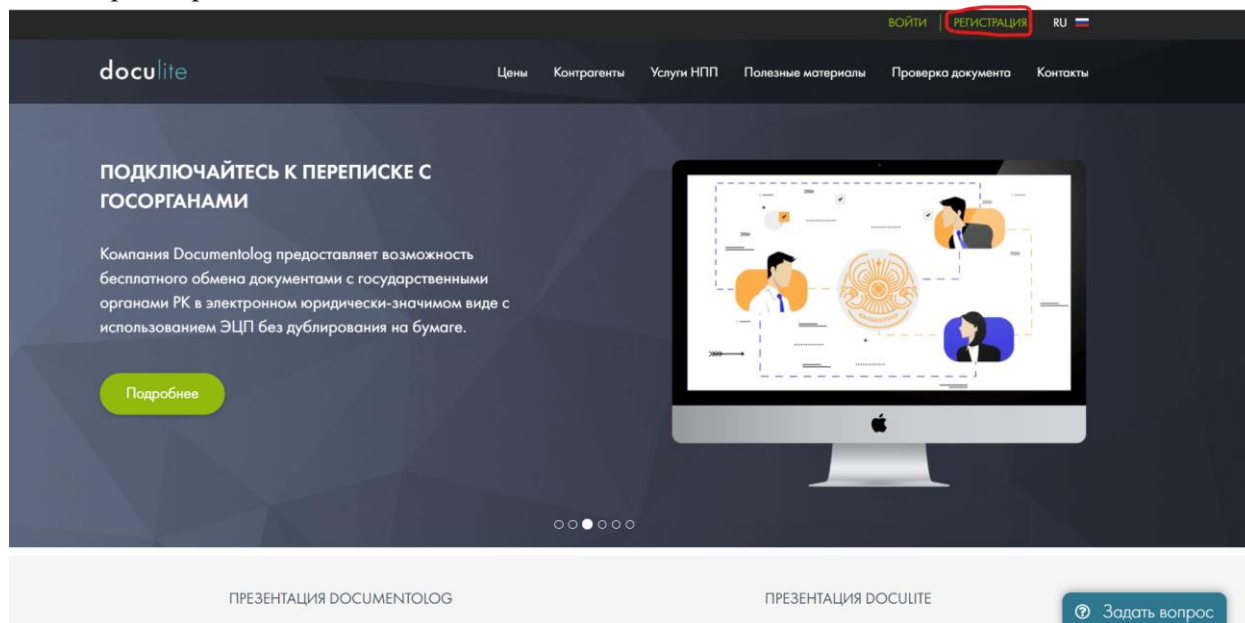 ВОЙТИ РЕГИСТРАЦИЯ RU
doculite Цены Контрагенты Услуги НПП Полезные материалы Проверка документа Контакты
ПОДКЛЮЧАЙТЕСЬ К ПЕРЕПИСКЕ С
ГОСОРГАНАМИ
Компания Documentolog предоставляет возможность
бесплатного обмена документами с государственными
органами РК в электронном юридически-значимом виде с
использованием ЭЦП без дублирования на бумаге.
Подробнее
ПРЕЗЕНТАЦИЯ DOCUMENTOLOG ПРЕЗЕНТАЦИЯ DOCULITE
Задать вопрос